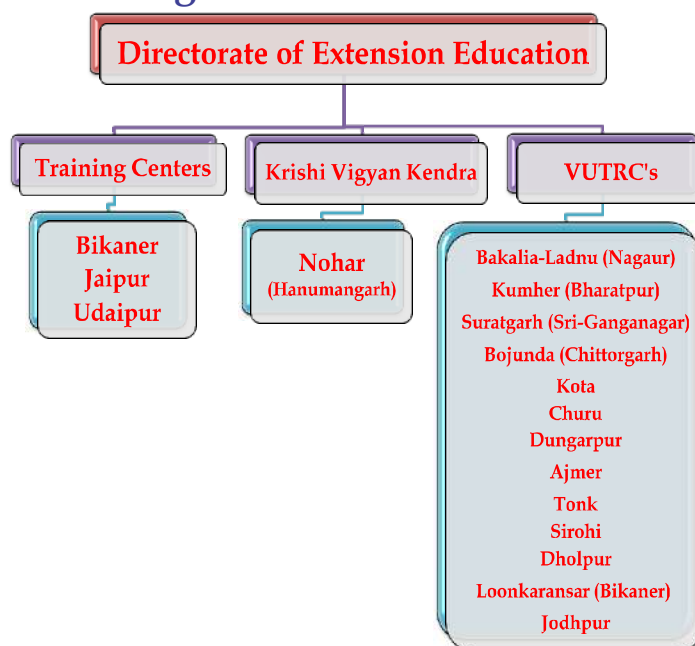 Directorate of Extension Education
Training Centers
Krishi Vigyan Kendra
VUTRC's
Bikaner
Jaipur
Udaipur
Nohar
(Hanumangarh)
Bakalia-Ladnu (Nagaur)
Kumher (Bharatpur)
Suratgarh (Sri-Ganganagar)
Bojunda (Chittorgarh)
Kota
Churu
Dungarpur
Ajmer
Tonk
Sirohi
Dholpur
Loonkaransar (Bikaner)
Jodhpur